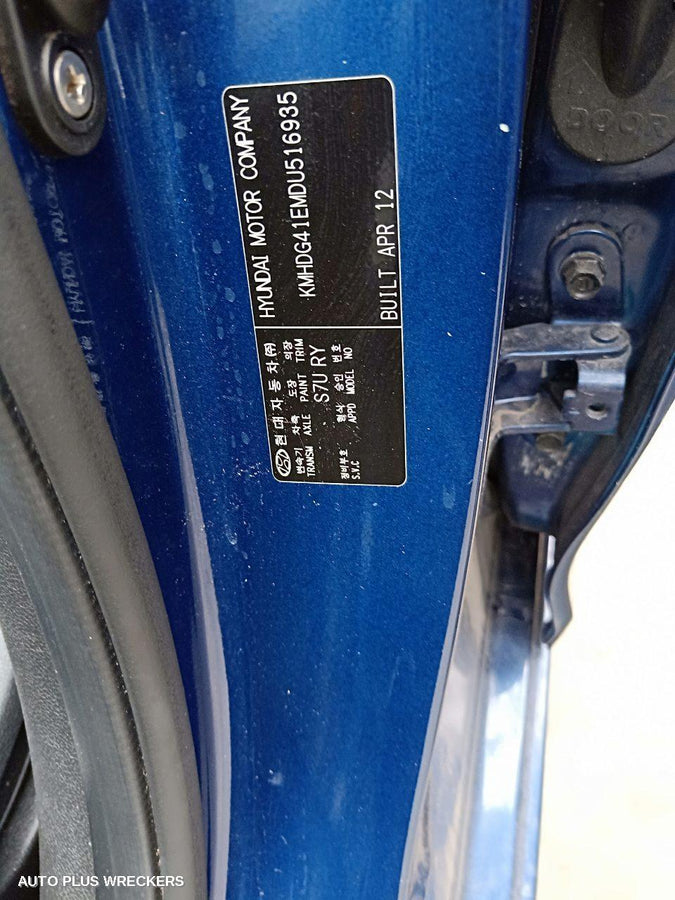 HYUNDAI MOTOR COMPANY
KMHDG41EMDU516935
BUILT APR 12
현대자동차(주)
변속기 차축 도장 의장
TRANSM AXLE PAINT TRIM
S7U RY
형식 승인 번호
APPD MODEL NO
정비부호
S.V.C
DOOR
AUTO PLUS WRECKERS